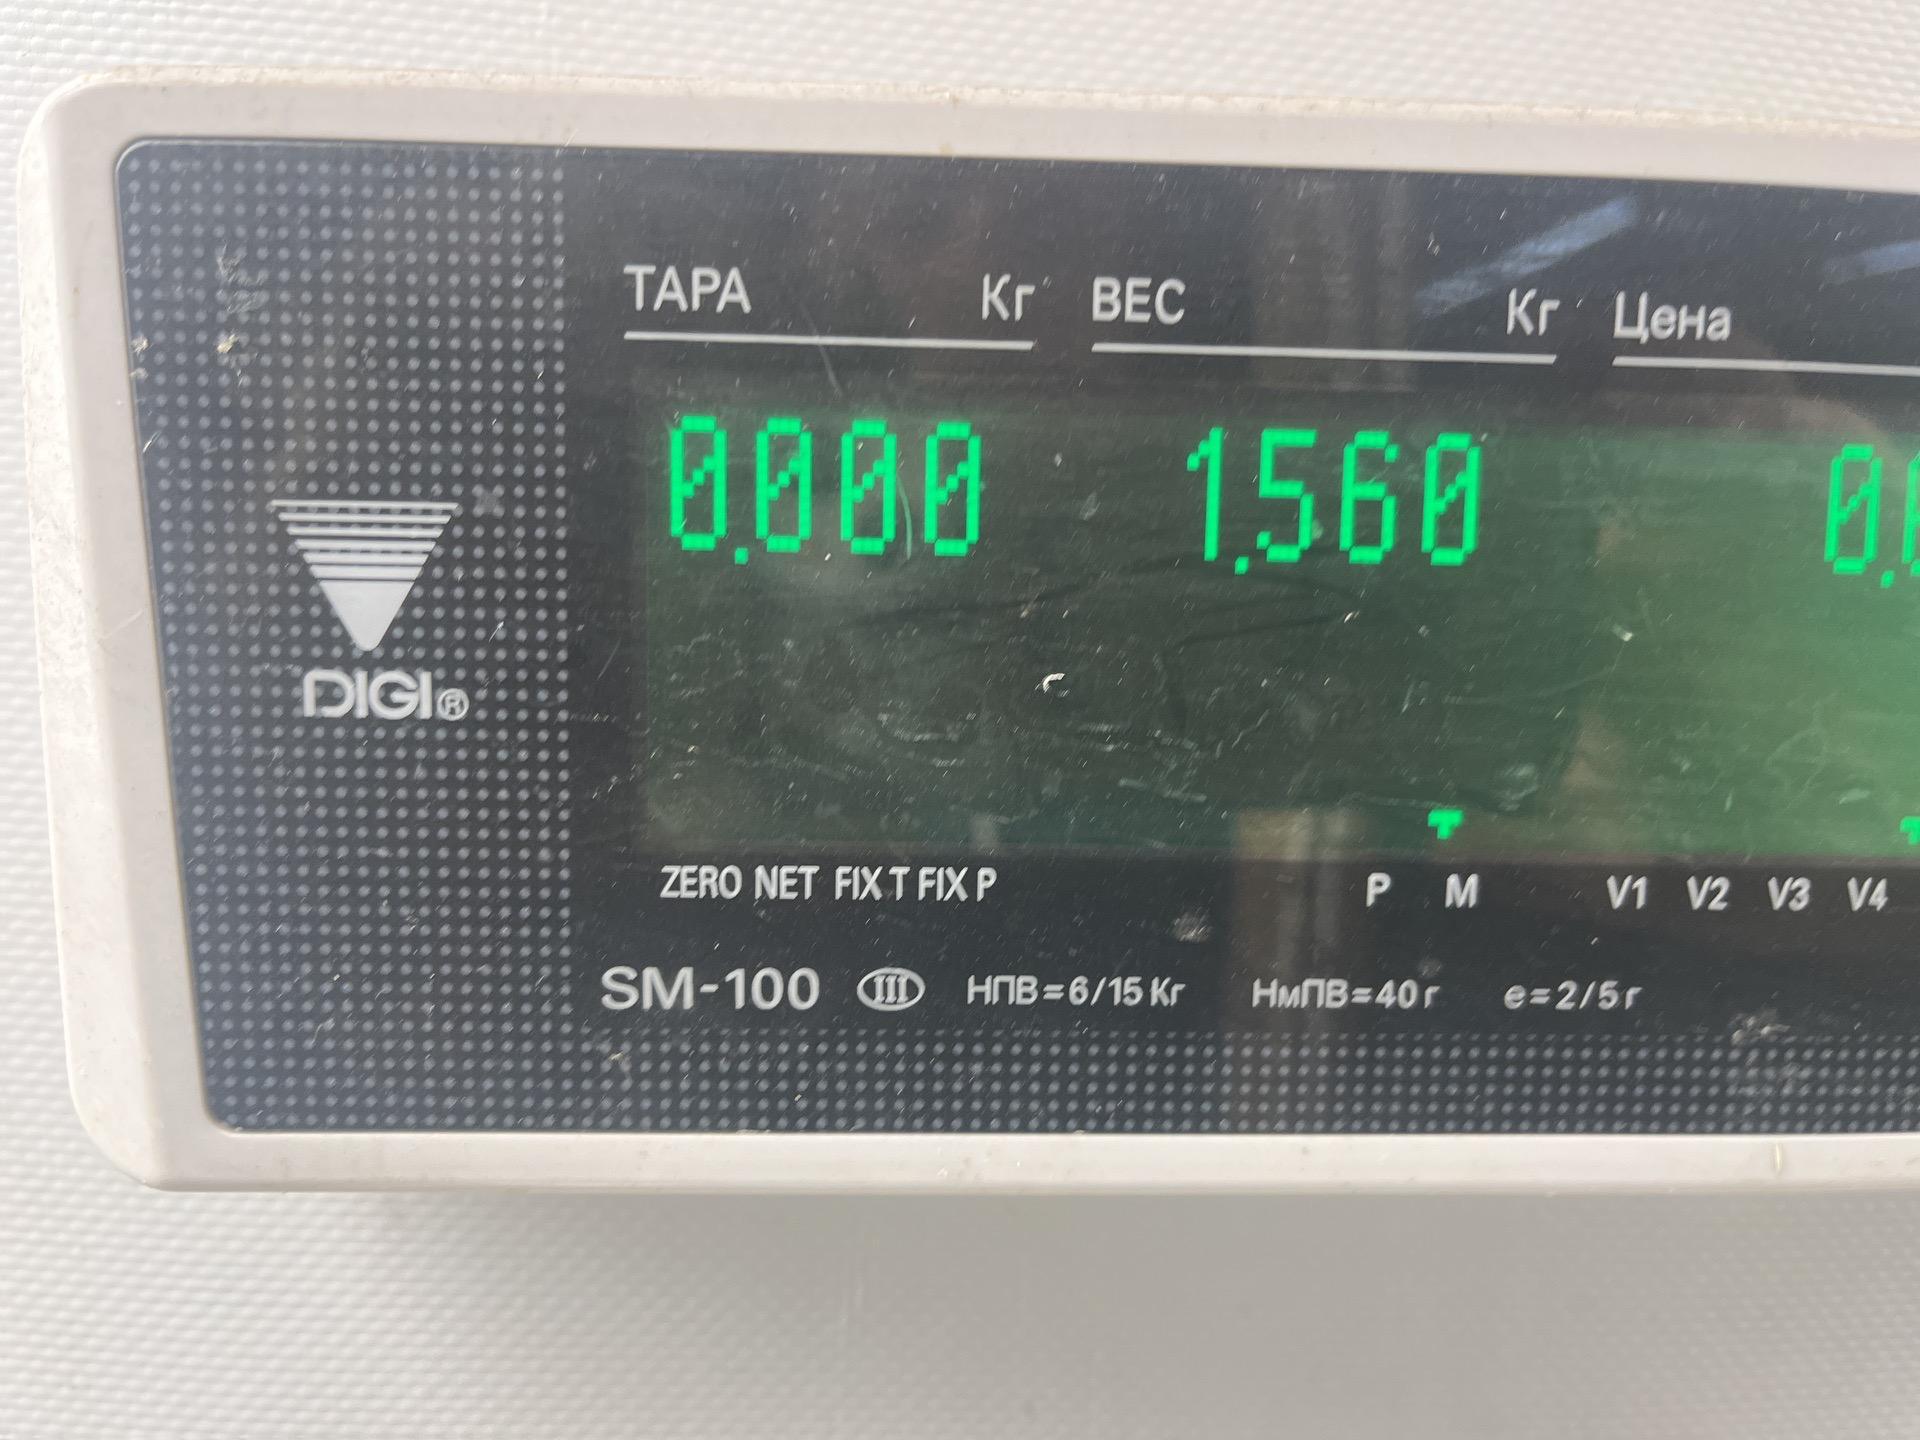 ТАРА Кг ВЕС Кг Цена
0.000 1.560
DIGI®
ZERO NET FIX T FIX P P M V1 V2 V3 V4
SM-100 III НПВ=6/15 Кг НмПВ=40 г e=2/5 г